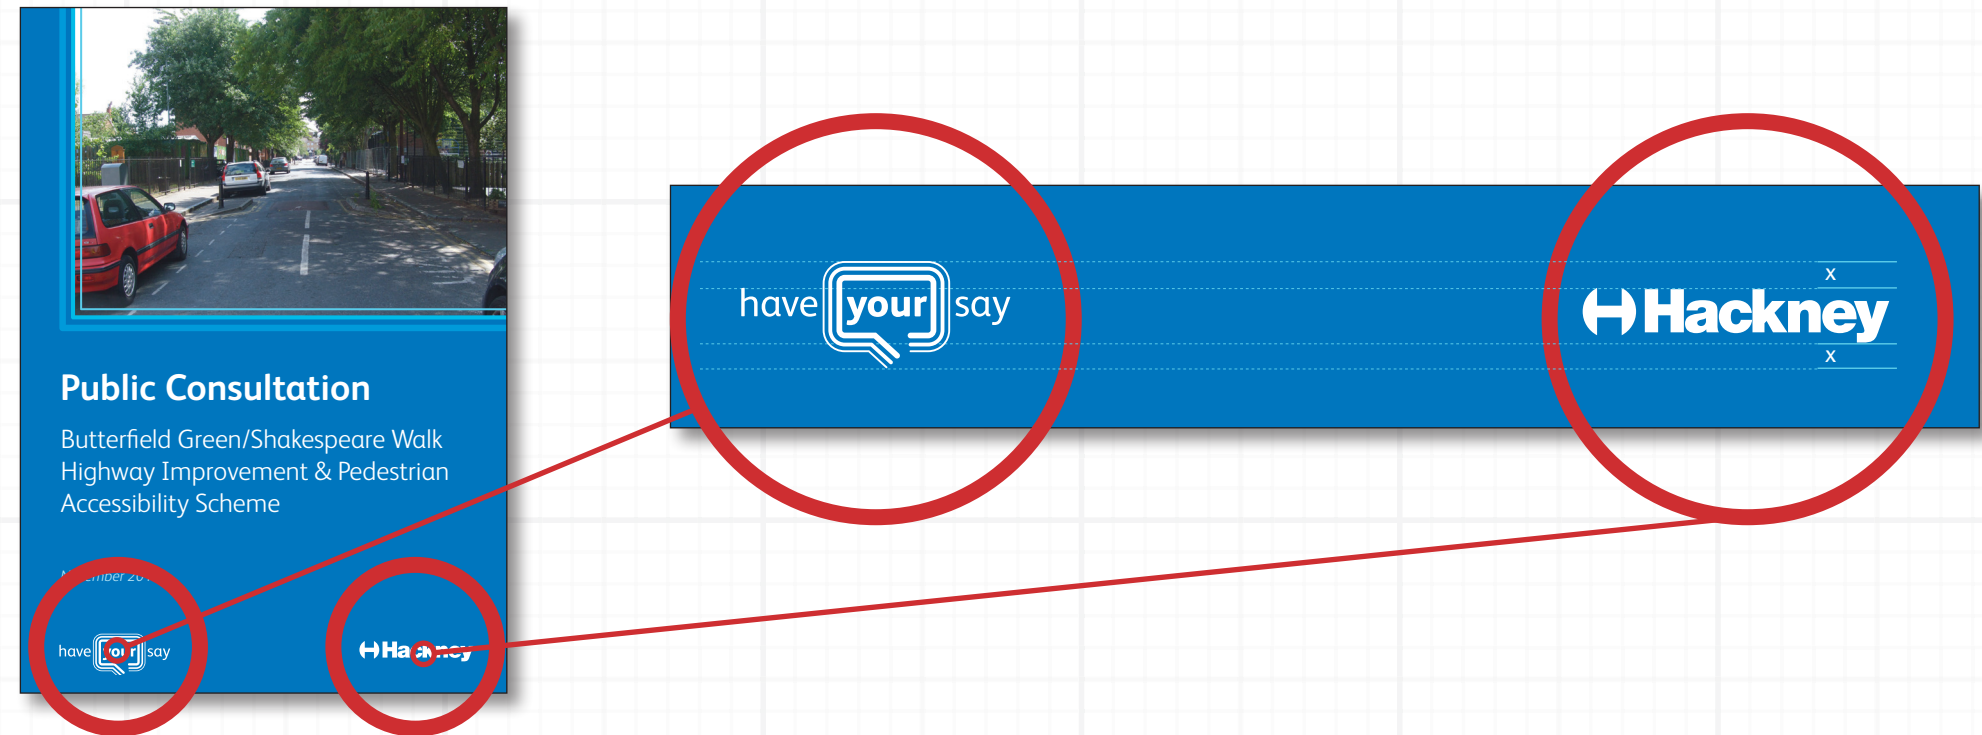 Public Consultation
Butterfield Green/Shakespeare Walk
Highway Improvement & Pedestrian
Accessibility Scheme
have your say
Hackney
have your say
x
Hackney
x